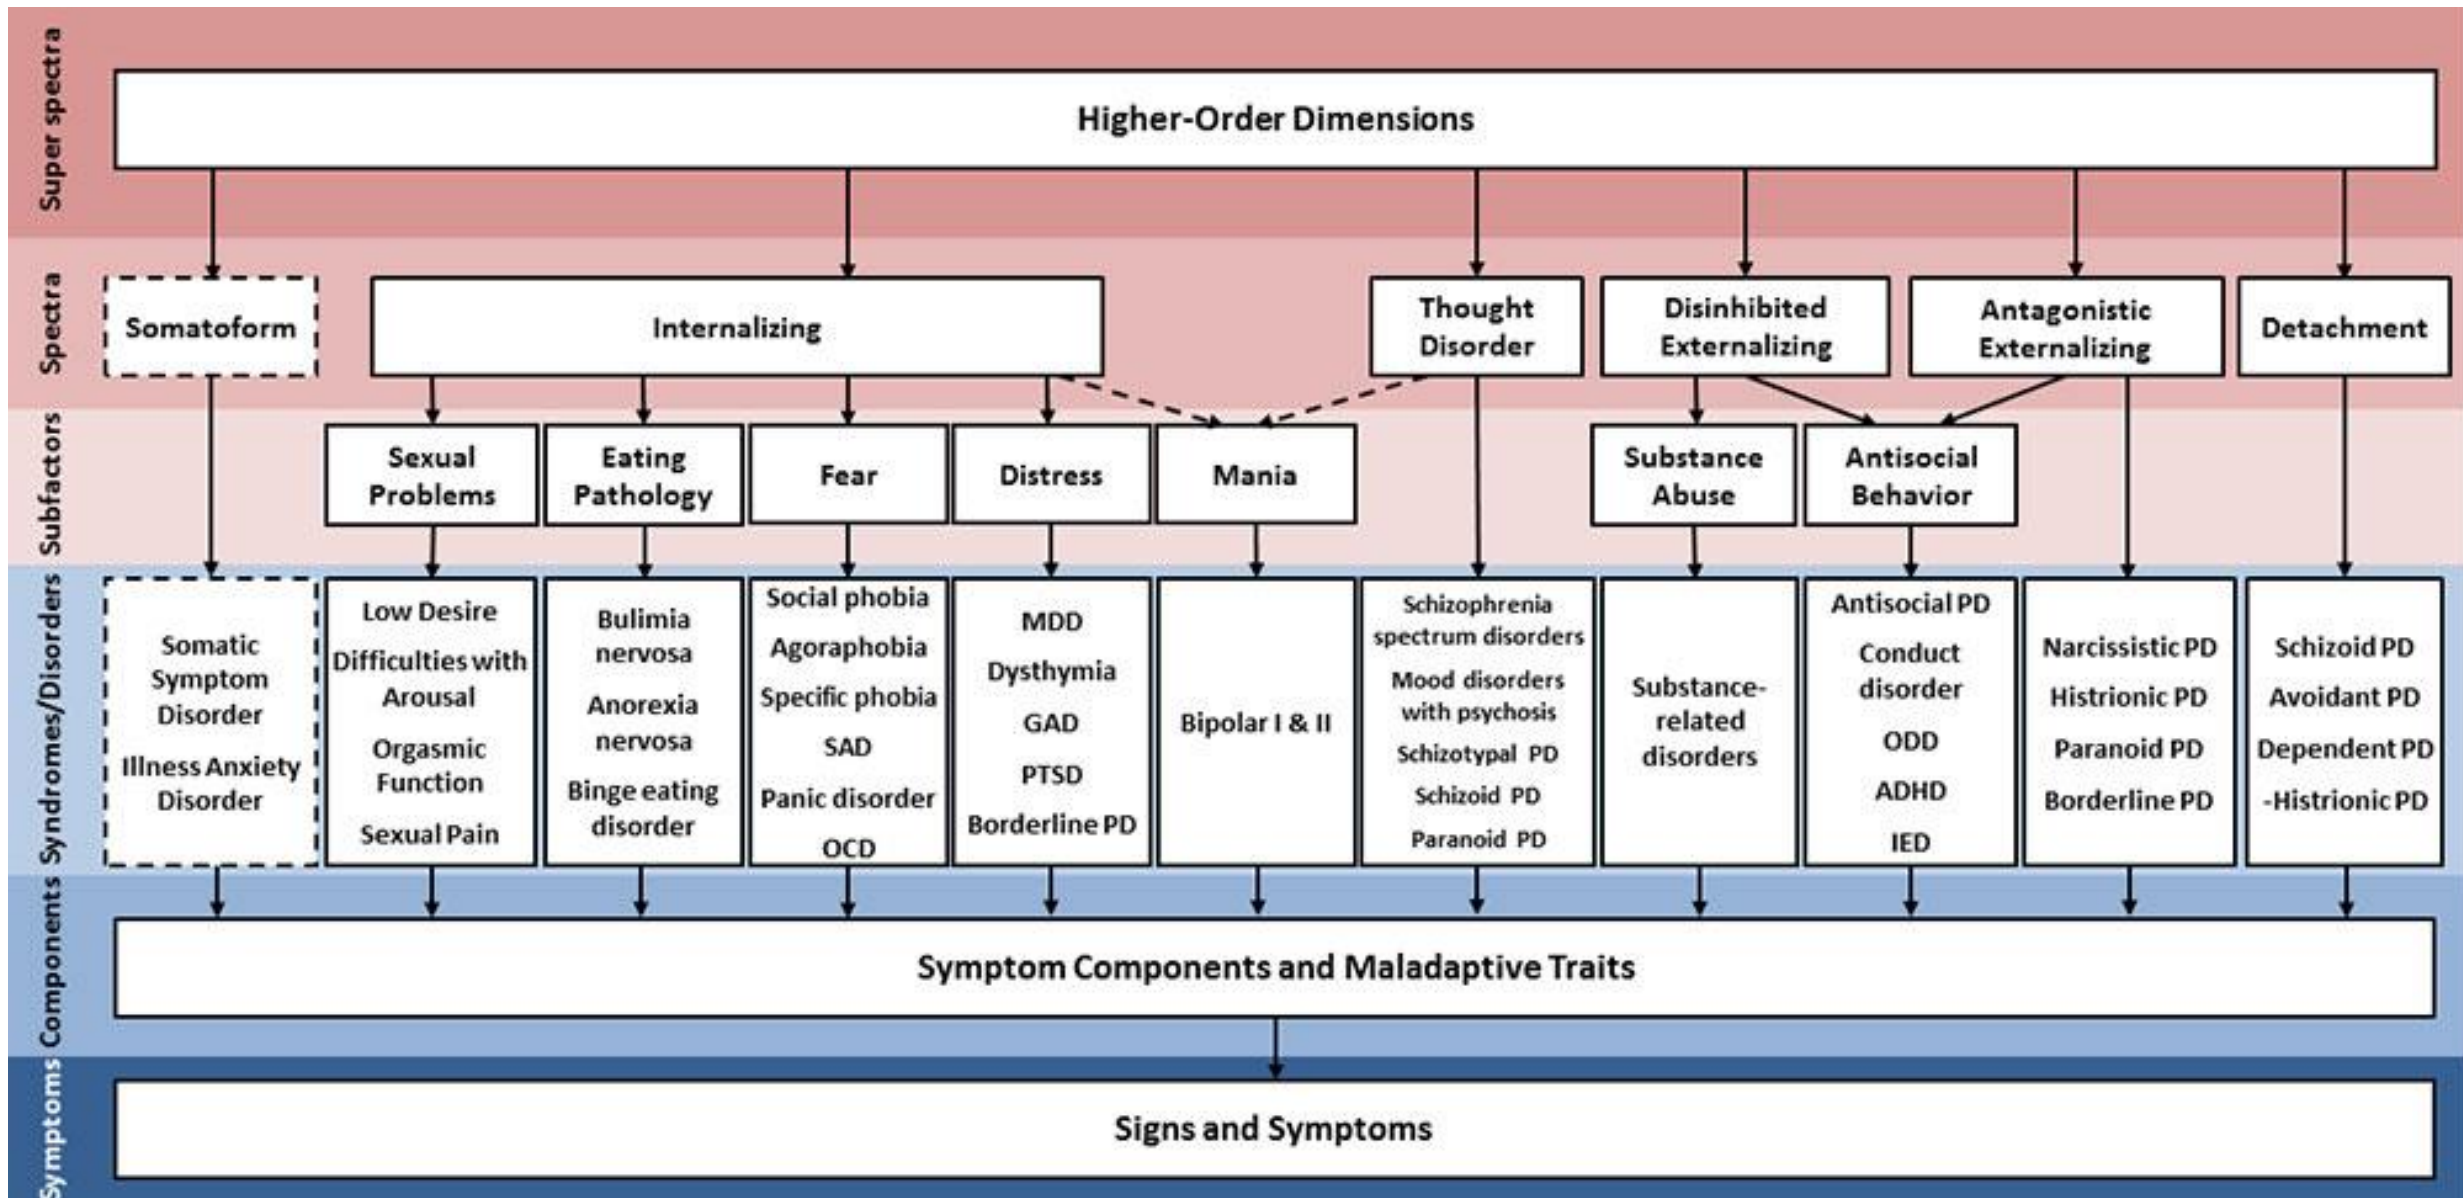 Super spectra
Higher-Order Dimensions
Spectra
Somatoform
Internalizing
Thought
Disorder
Disinhibited
Externalizing
Antagonistic
Externalizing
Detachment
Subfactors
Sexual
Problems
Eating
Pathology
Fear
Distress
Mania
Substance
Abuse
Antisocial
Behavior
Syndromes/Disorders
Somatic
Symptom
Disorder
Illness Anxiety
Disorder
Low Desire
Difficulties with
Arousal
Orgasmic
Function
Sexual Pain
Bulimia
nervosa
Anorexia
nervosa
Binge eating
disorder
Social phobia
Agoraphobia
Specific phobia
SAD
Panic disorder
OCD
MDD
Dysthymia
GAD
PTSD
Borderline PD
Bipolar I & II
Schizophrenia
spectrum disorders
Mood disorders
with psychosis
Schizotypal PD
Schizoid PD
Paranoid PD
Substance-
related
disorders
Antisocial PD
Conduct
disorder
ODD
ADHD
IED
Narcissistic PD
Histrionic PD
Paranoid PD
Borderline PD
Schizoid PD
Avoidant PD
Dependent PD
-Histrionic PD
Components
Symptom Components and Maladaptive Traits
Symptoms
Signs and Symptoms